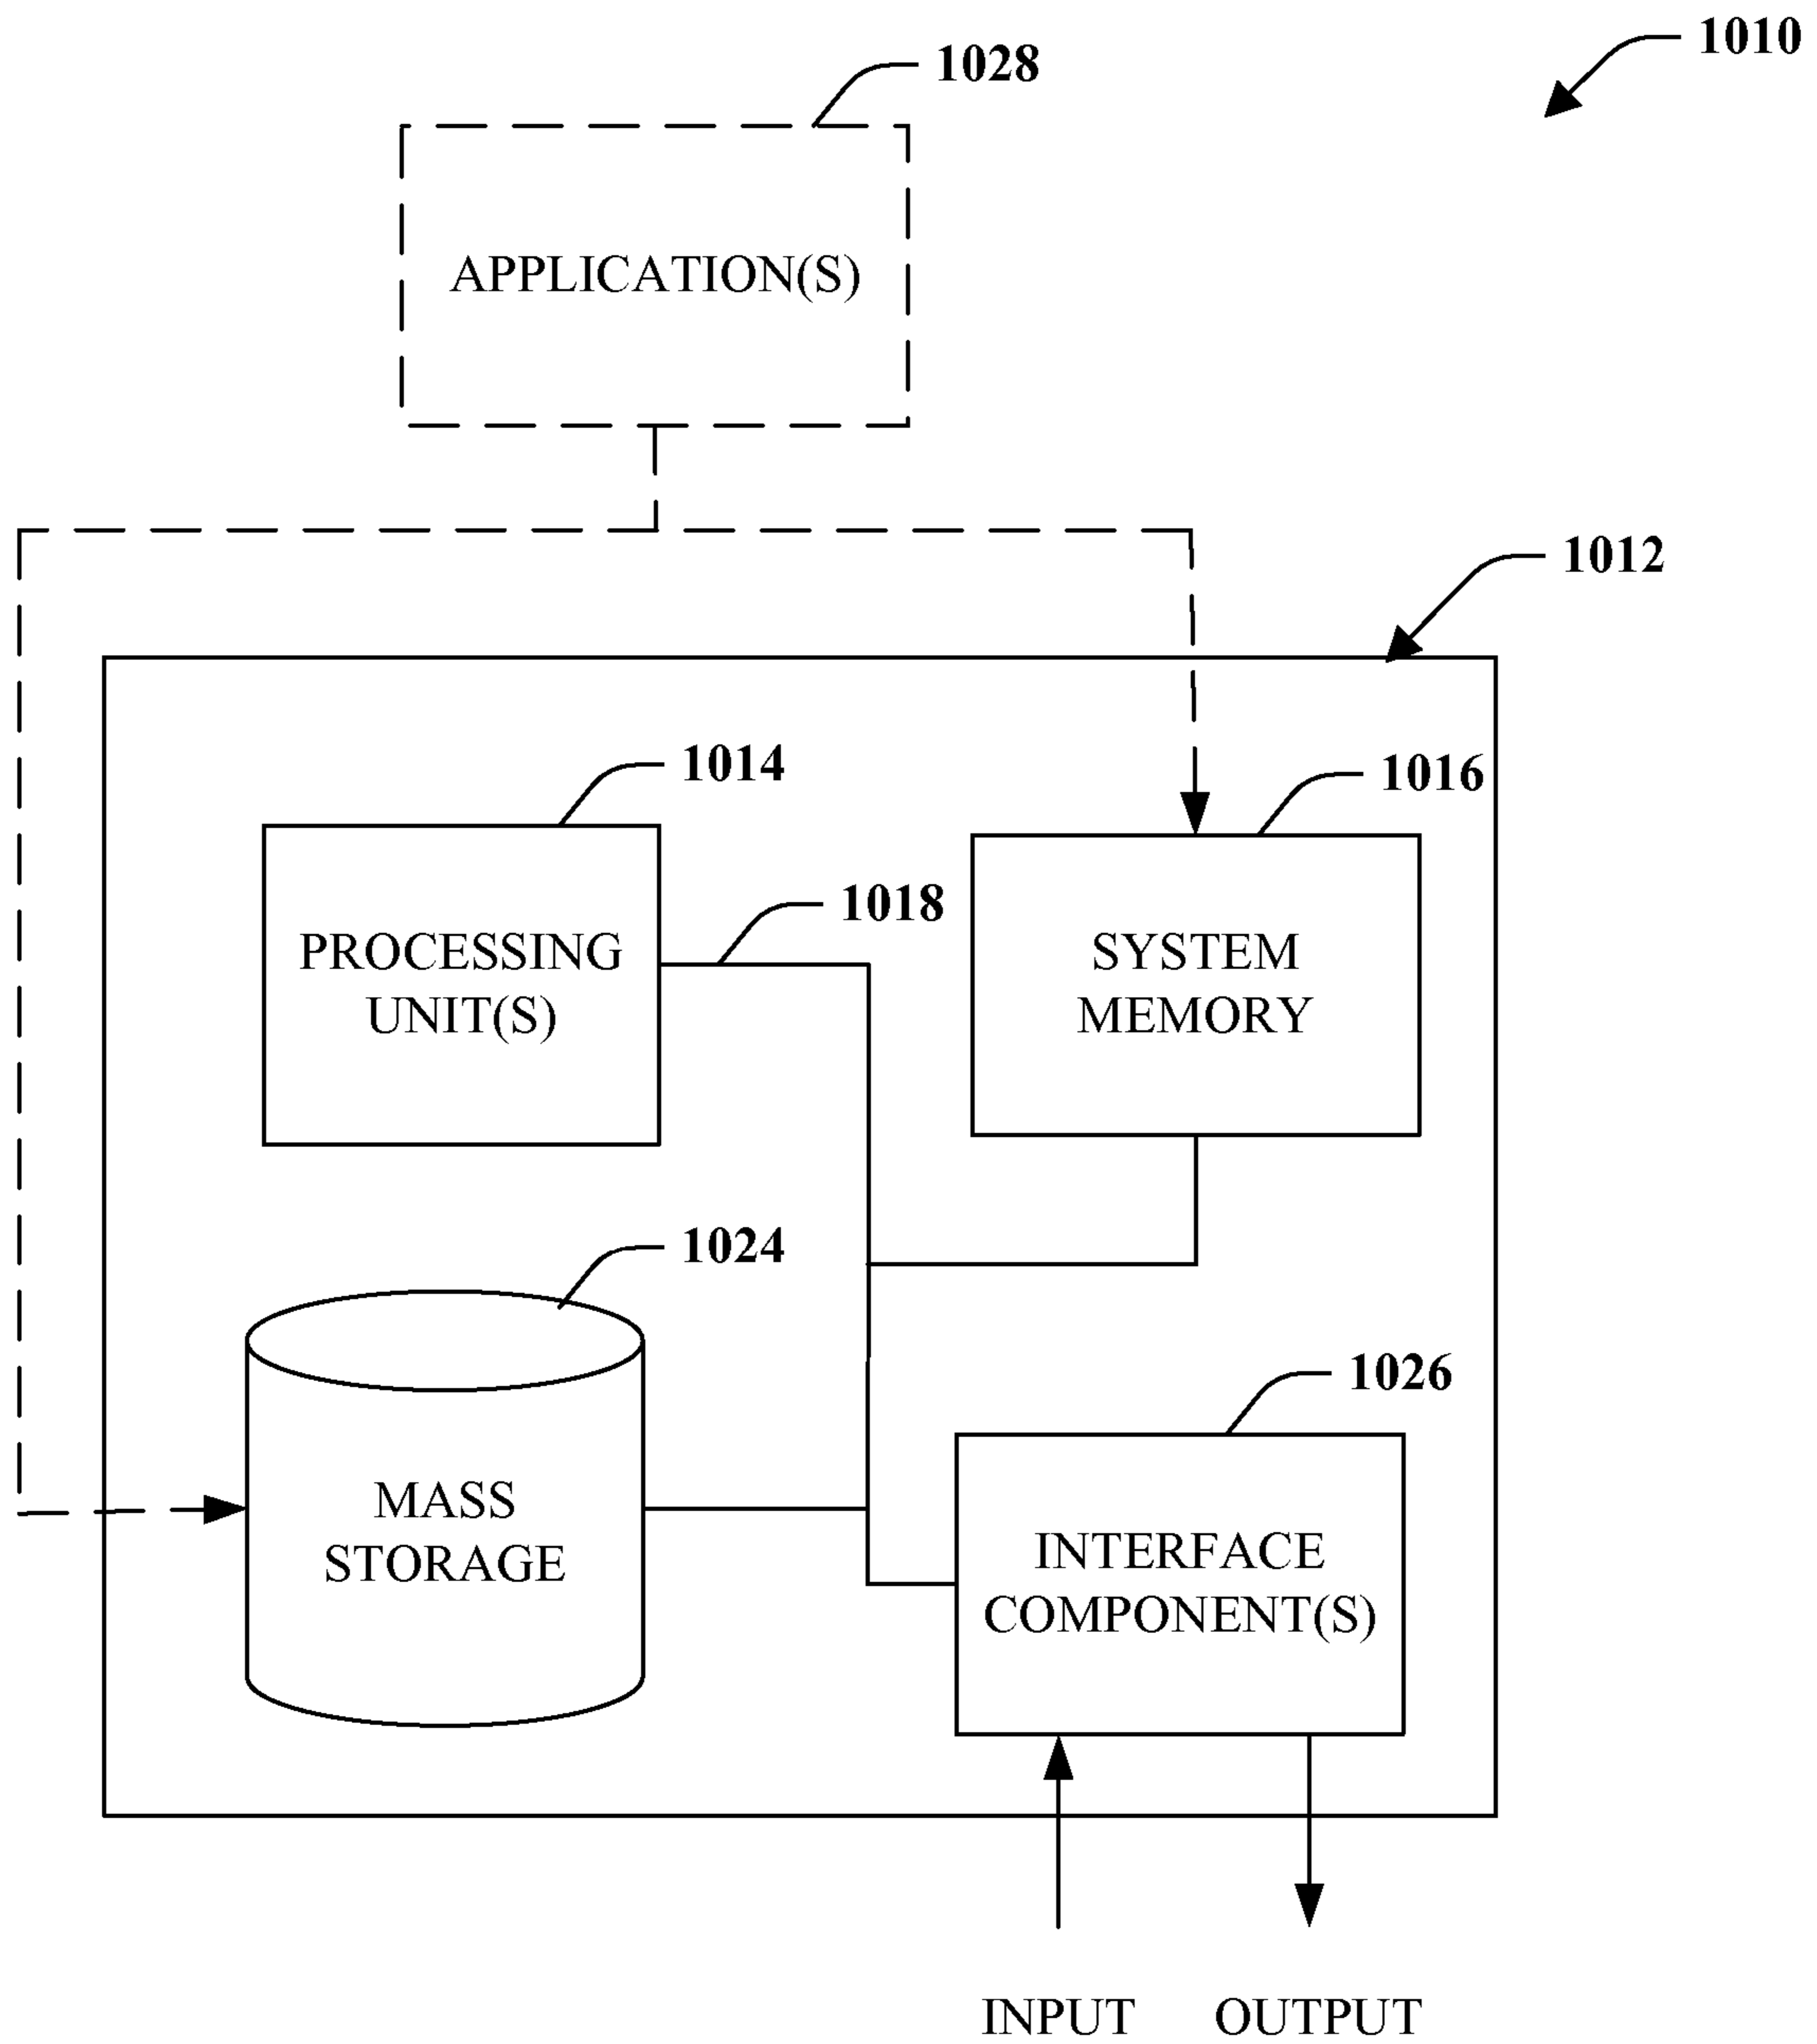 1010
1028
APPLICATION(S)
1012
1014
1016
1018
PROCESSING
UNIT(S)
SYSTEM
MEMORY
1024
1026
MASS
STORAGE
INTERFACE
COMPONENT(S)
INPUT
OUTPUT